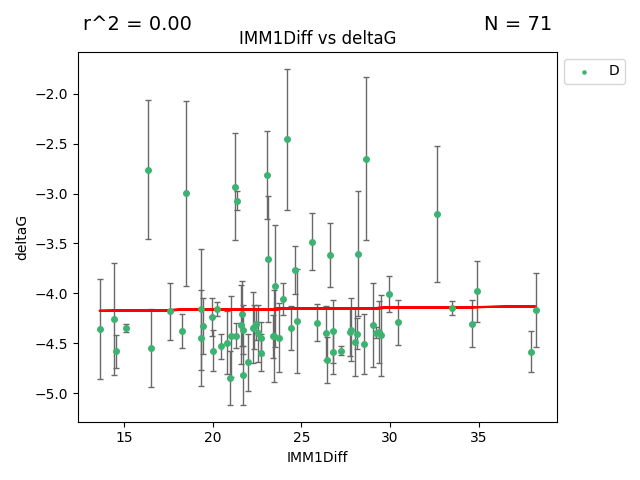 r^2 = 0.00
N = 71
IMM1Diff vs deltaG
D
deltaG
−2.0
−2.5
−3.0
−3.5
−4.0
−4.5
−5.0
15 20 25 30 35
IMM1Diff